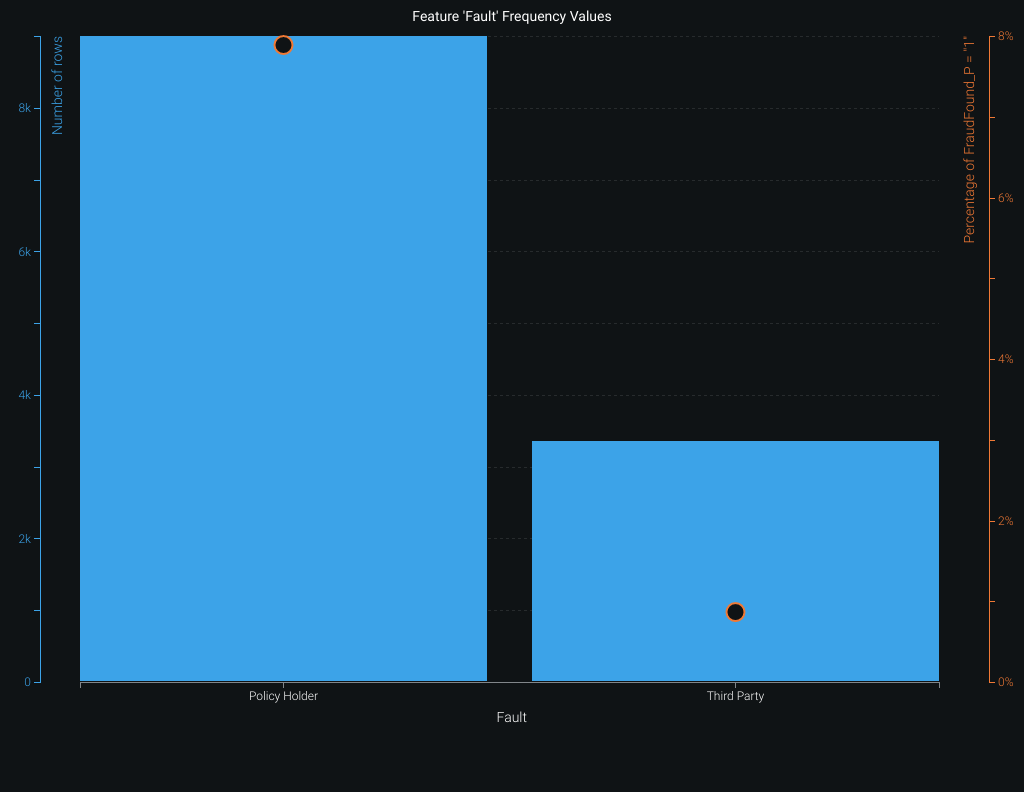 Feature 'Fault' Frequency Values
Number of rows
8k
6k
4k
2k
0
Percentage of FraudFound_P = "1"
8%
6%
4%
2%
0%
Policy Holder
Third Party
Fault